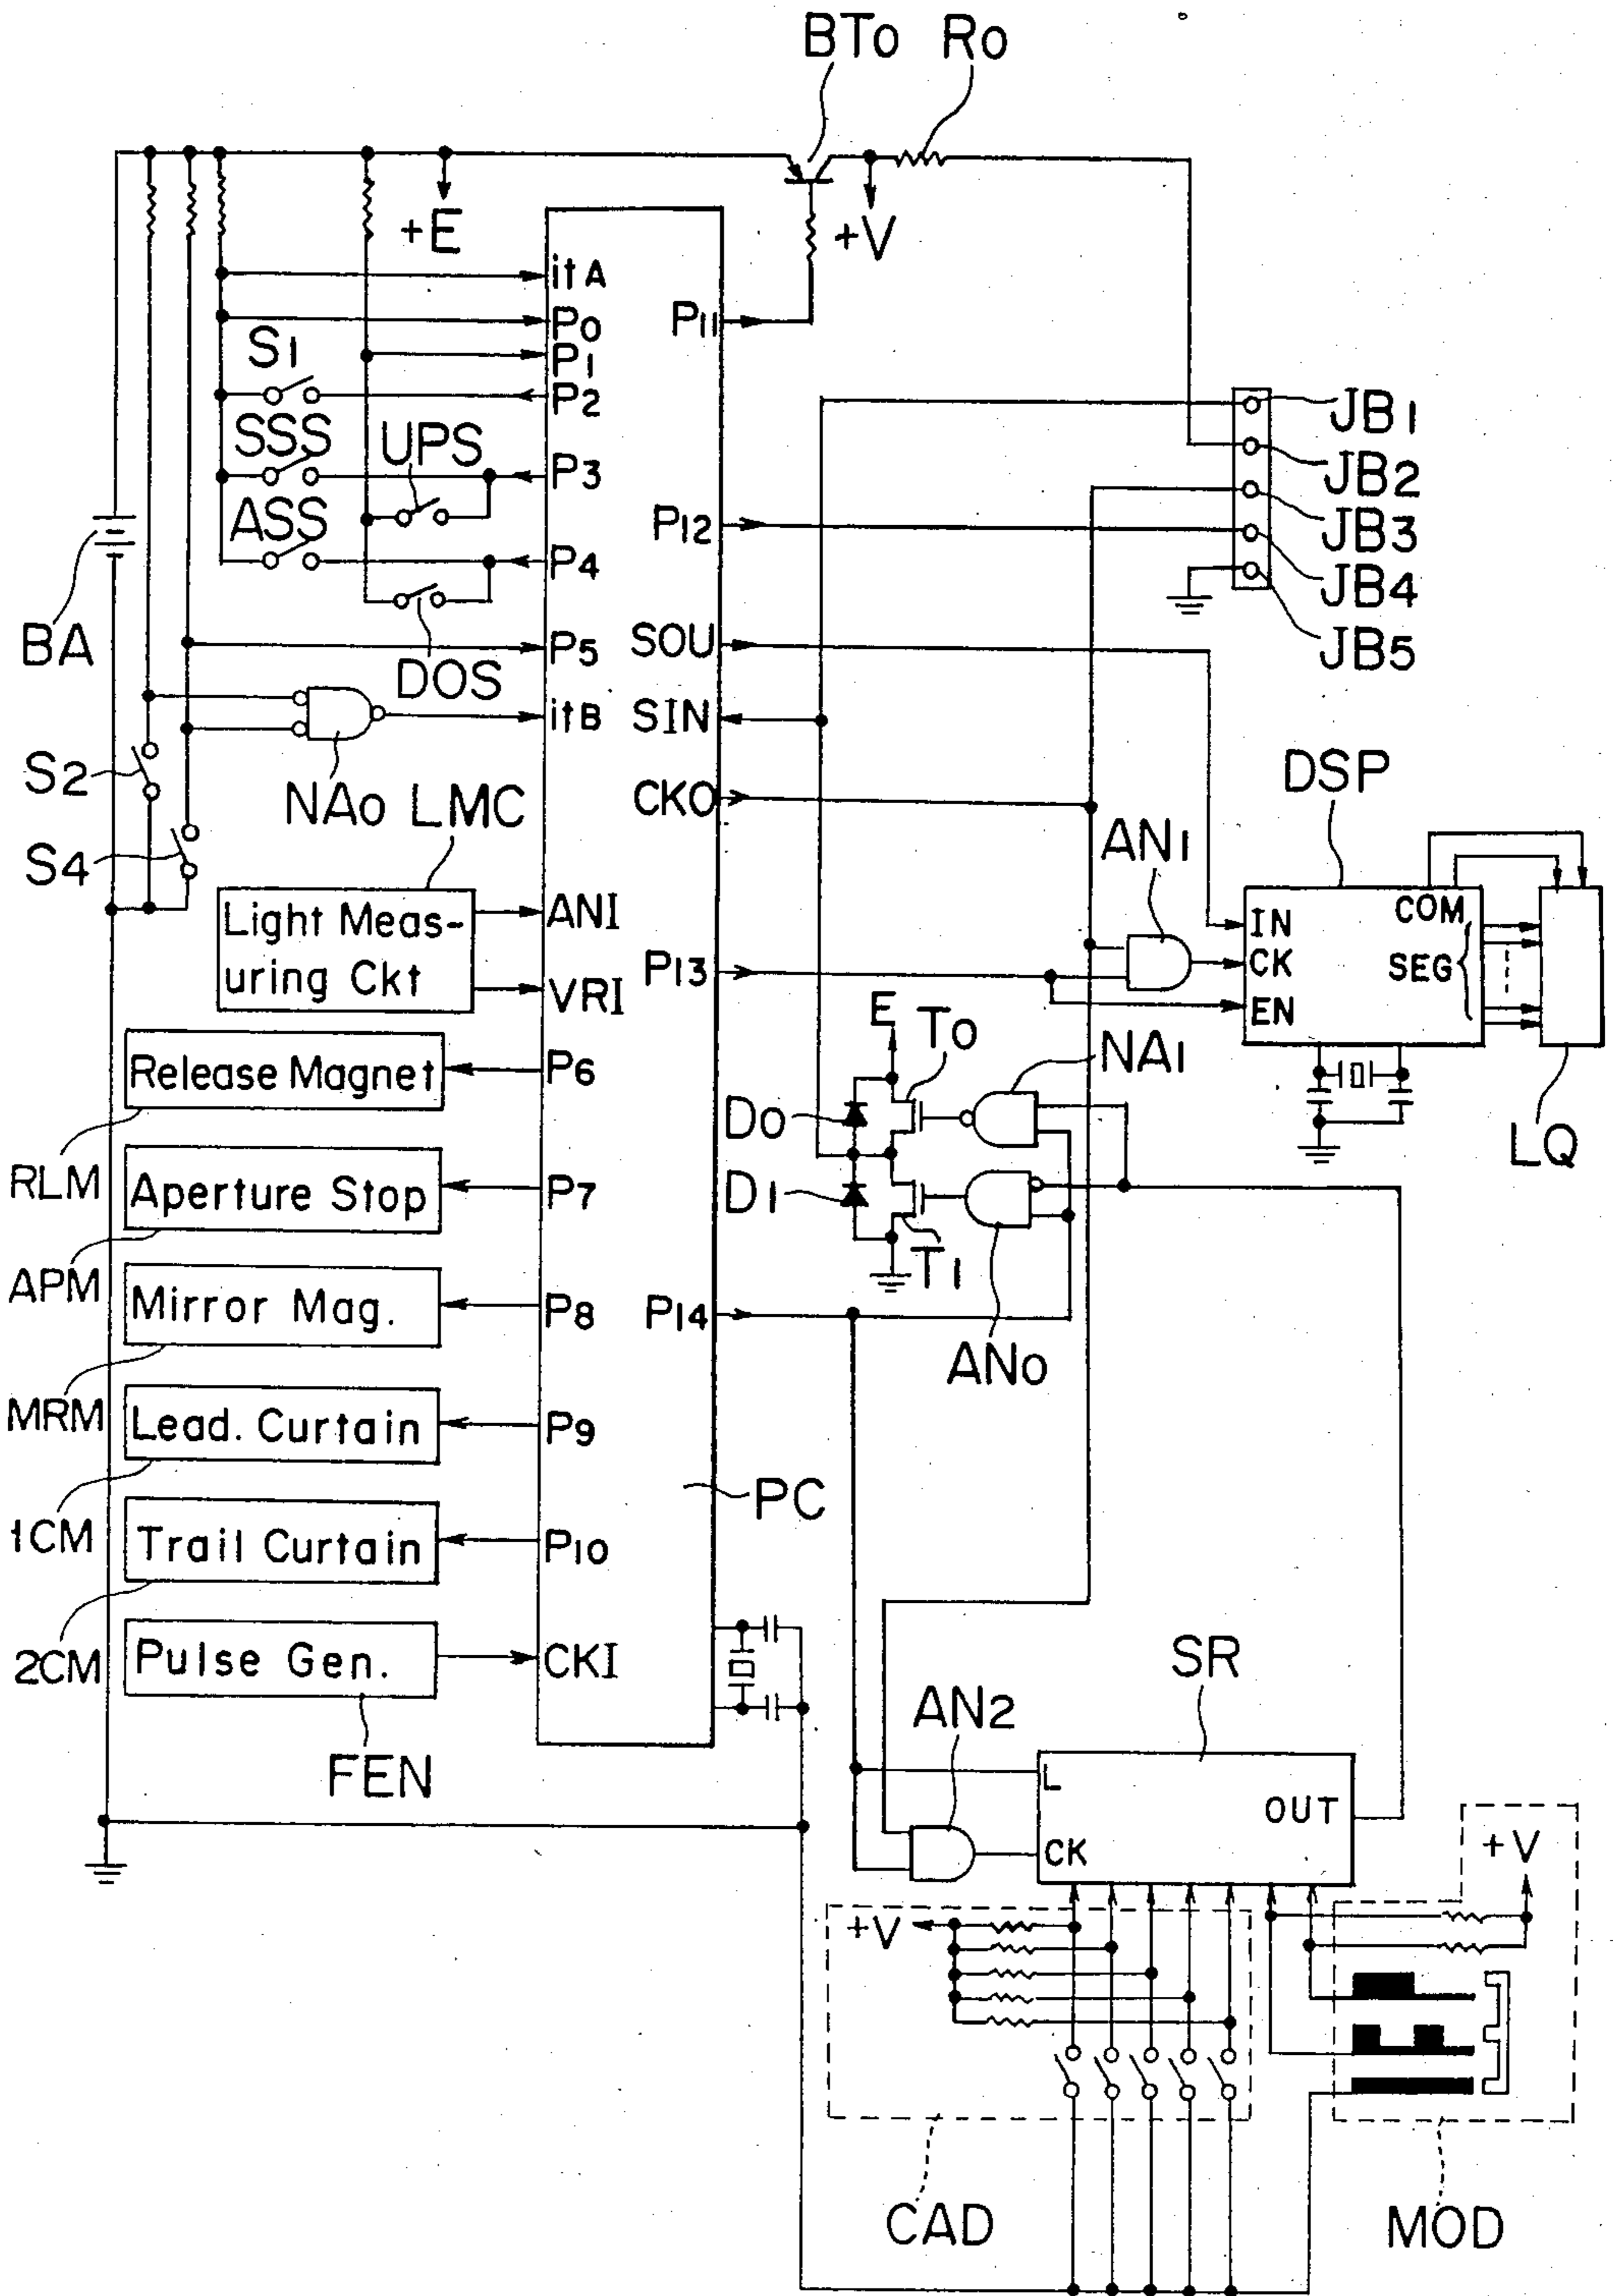 BTo Ro
+E
+V
itA
Po
P11
S1
P1
P2
JB1
SSS
UPS
P3
JB2
ASS
P12
JB3
P4
JB4
BA
P5
SOU
JB5
DOS
itB
SIN
S2
DSP
NAo
LMC
CKO
AN1
S4
Light Meas-
uring Ckt
ANI
VRI
P13
IN
CK
EN
COM
SEG
E
To
NA1
Release Magnet
P6
Do
LQ
RLM
Aperture Stop
P7
D1
T1
APM
Mirror Mag.
P8
P14
ANo
MRM
Lead. Curtain
P9
PC
1CM
Trail Curtain
P10
2CM
Pulse Gen.
CKI
SR
AN2
FEN
L
OUT
CK
+V
+V
CAD
MOD